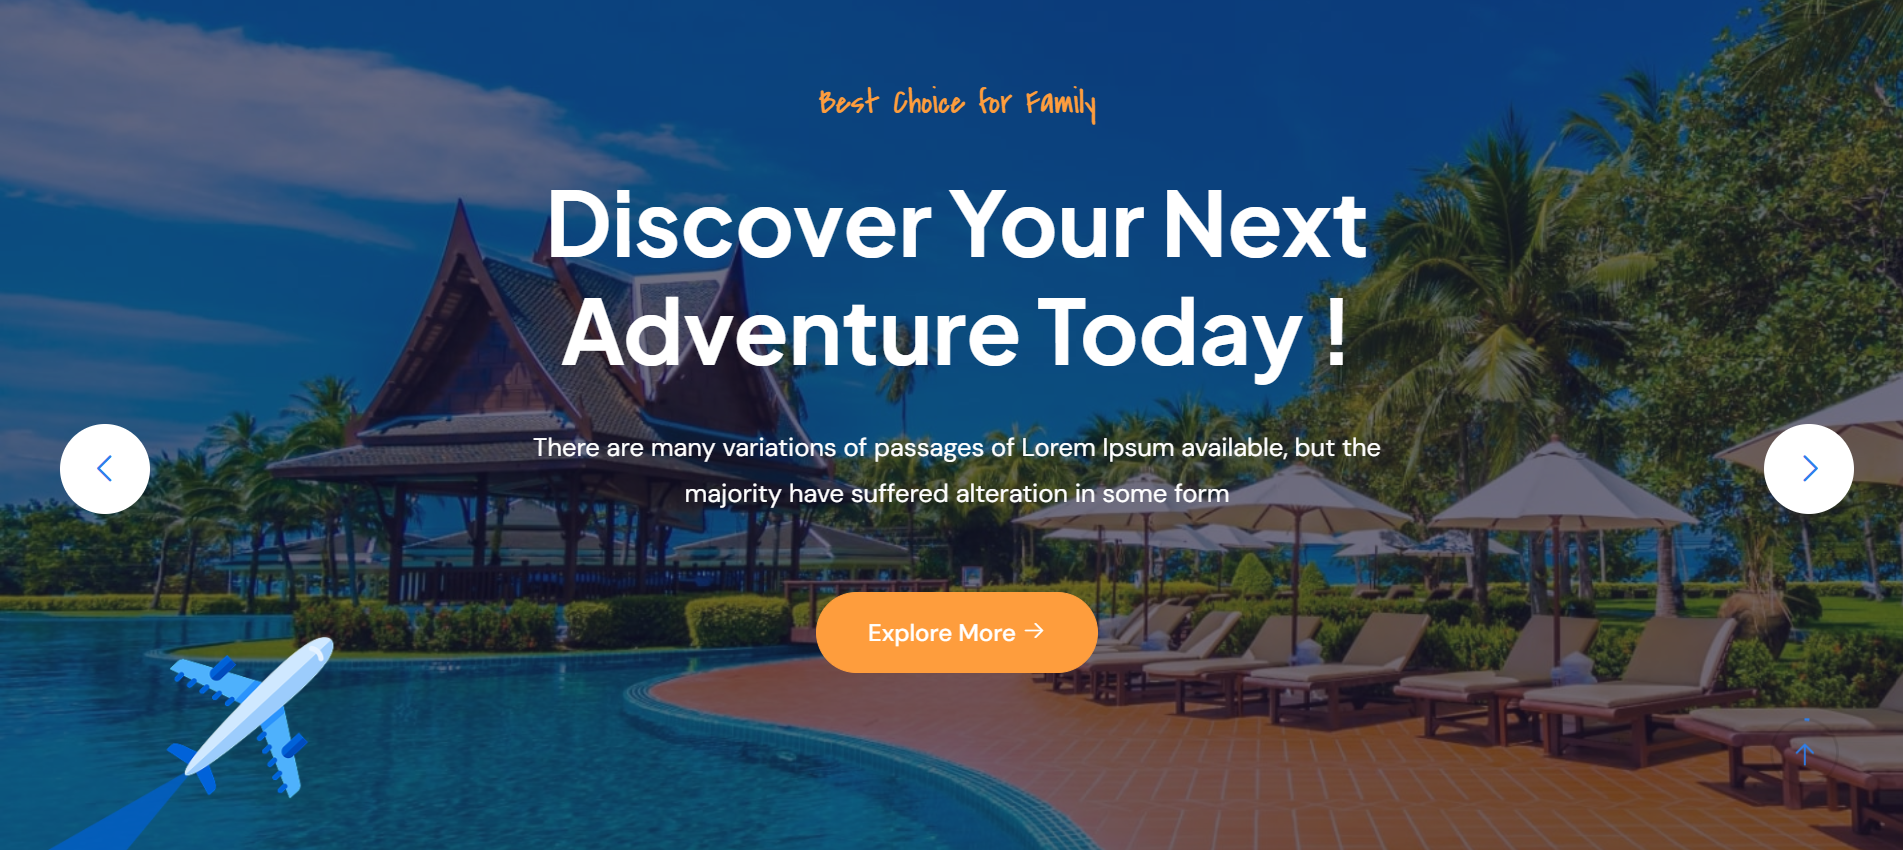 Best Choice for Family
Discover Your Next
Adventure Today !
There are many variations of passages of Lorem Ipsum available, but the
majority have suffered alteration in some form
Explore More →